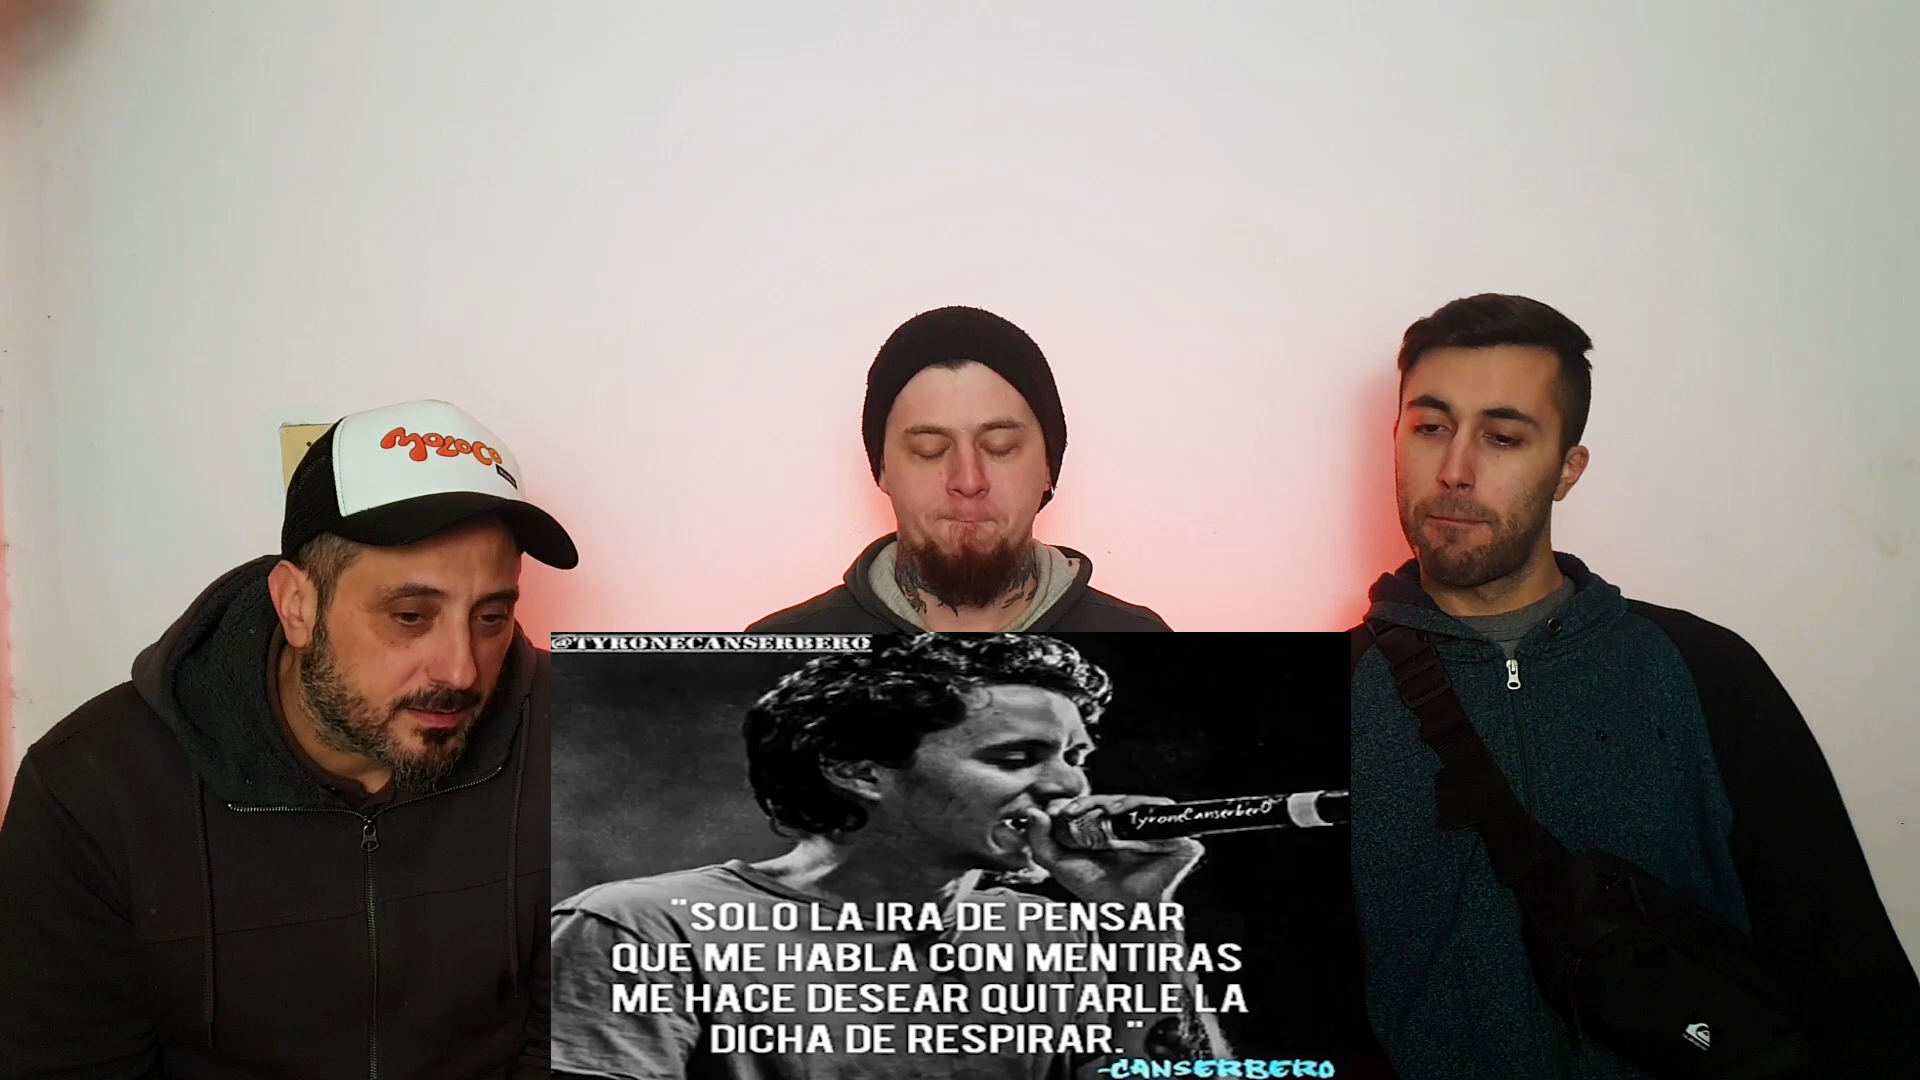 MOLOCO
@TYRONECANSERBERO
TyroneCanserberO
"SOLO LA IRA DE PENSAR
QUE ME HABLA CON MENTIRAS
ME HACE DESEAR QUITARLE LA
DICHA DE RESPIRAR."
-CANSERBERO